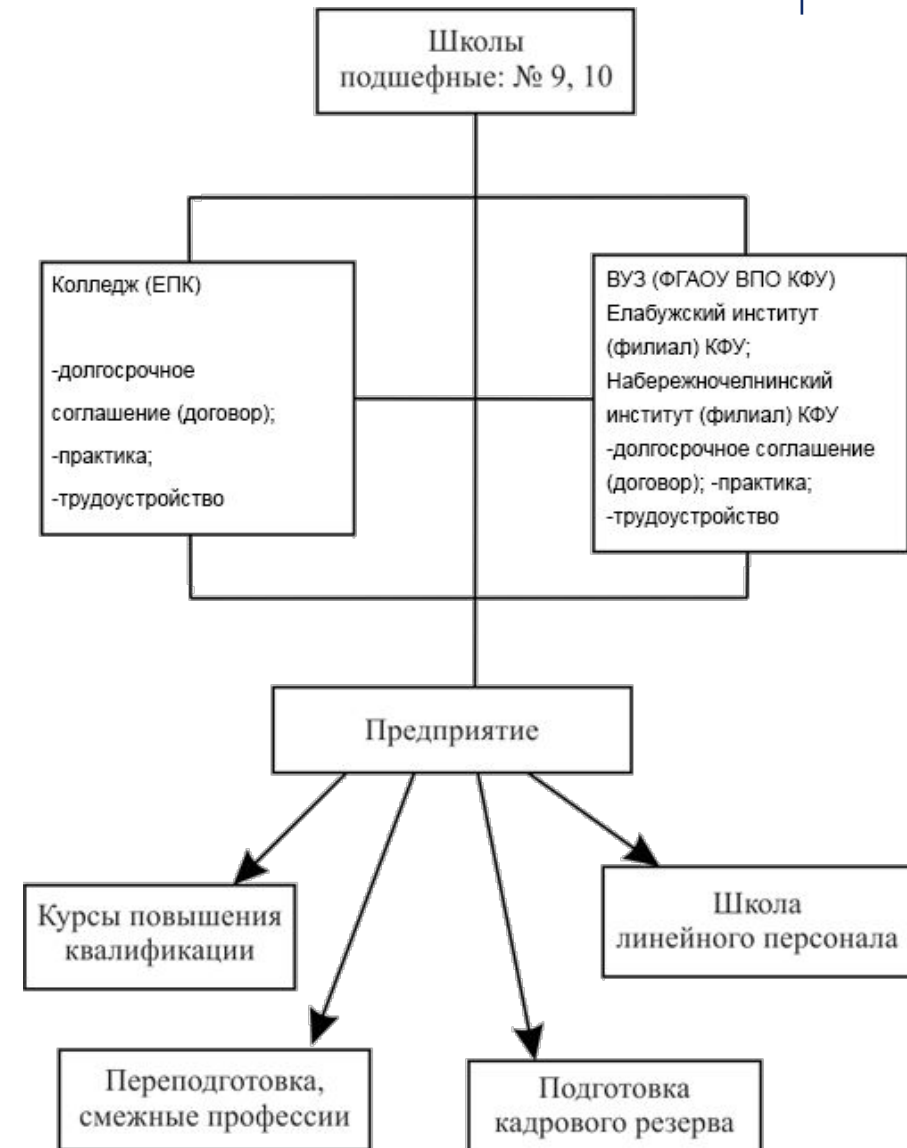 Школы
подшефные: № 9, 10
Колледж (ЕПК)
-долгосрочное
соглашение (договор);
-практика;
-трудоустройство
ВУЗ (ФГАОУ ВПО КФУ)
Елабужский институт
(филиал) КФУ;
Набережночелнинский
институт (филиал) КФУ
-долгосрочное соглашение
(договор); -практика;
-трудоустройство
Предприятие
Курсы повышения
квалификации
Школа
линейного персонала
Переподготовка,
смежные профессии
Подготовка
кадрового резерва